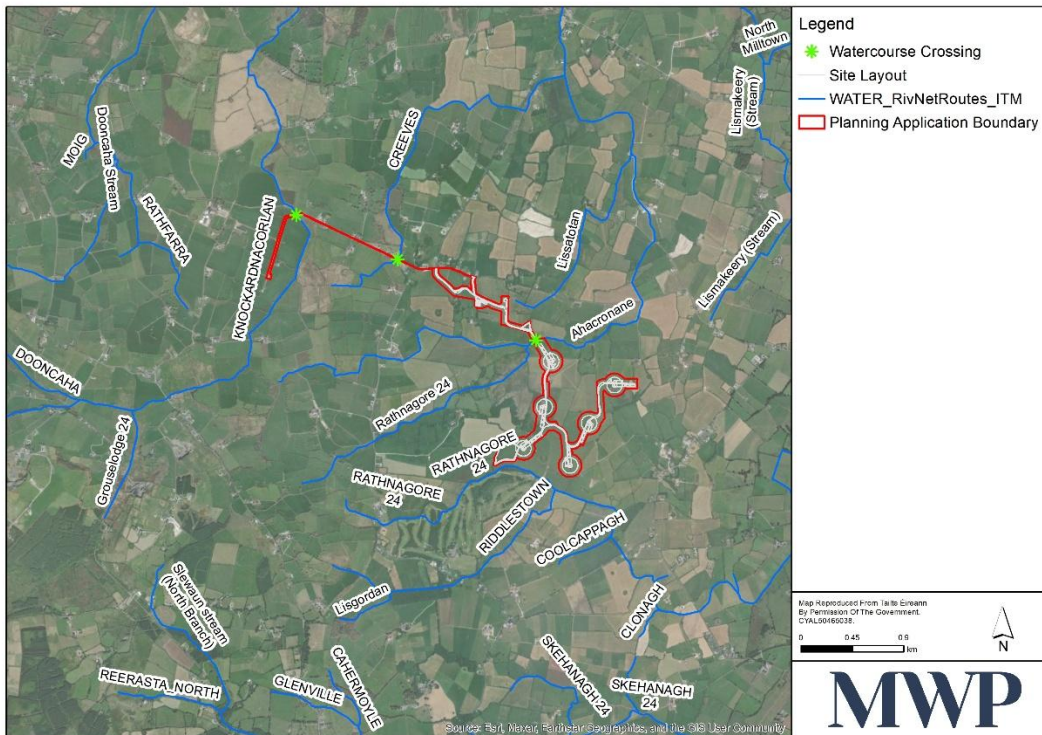 North
Milltown
Lismakeery
(Stream)
CREEVES
MOIG
Dooncaha Stream
RATHFARRA
KNOCKARDNACORLAN
Lissatotan
Lismakeery (Stream)
Ahacronane
DOONCAHA
Grouselodge 24
Rathnagore 24
RATHNAGORE
24
RATHNAGORE
24
RIDDLESTOWN
COOLCAPPAGH
Slewaun stream
(North Branch)
Lisgordan
CLONAGH
REERASTA_NORTH
GLENVILLE
CAHERMOYLE
SKEHANAGH 24
SKEHANAGH
24
Source: Esri, Maxar, Earthstar Geographics, and the GIS User Community
Legend
Watercourse Crossing
Site Layout
WATER_RivNetRoutes_ITM
Planning Application Boundary
Map Reproduced From Tailte Éireann
By Permission Of The Government.
0 0.45 0.9
km
N
MWP